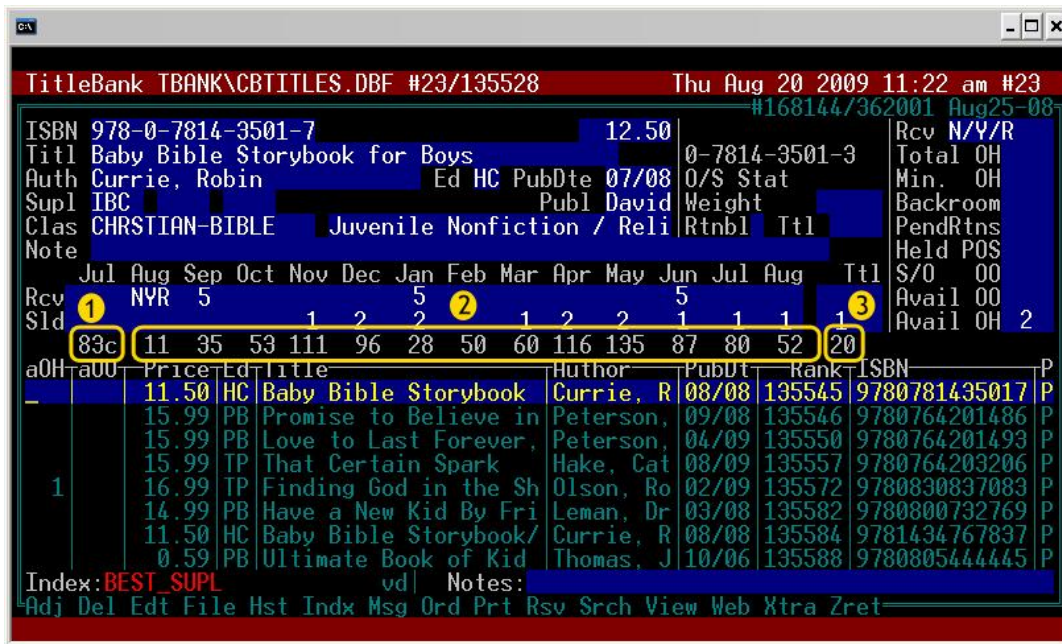 C:\
TitleBank TBANK\CBTITLES.DBF #23/135528 Thu Aug 20 2009 11:22 am #23
#168144/362001 Aug25-08
ISBN 978-0-7814-3501-7 12.50 Rcv N/Y/R
Titl Baby Bible Storybook for Boys 0-7814-3501-3 Total OH
Auth Currie, Robin Ed HC PubDte 07/08 O/S Stat Min. OH
Supl IBC Publ David Weight Backroom
Clas CHRSTIAN-BIBLE Juvenile Nonfiction / Reli Rtnbl Ttl PendRtns
Note Held POS
Jul Aug Sep Oct Nov Dec Jan Feb Mar Apr May Jun Jul Aug Ttl S/O OO
Rcv 1 NYR 5 5 2 5 3 Avail OO
Sld 1 2 2 1 2 2 1 1 1 1 Avail OH 2
83c 11 35 53 111 96 28 50 60 116 135 87 80 52 20
aOH aOO Price Ed Title Author PubDt Rank ISBN P
11.50 HC Baby Bible Storybook Currie, R 08/08 135545 9780781435017 P
15.99 PB Promise to Believe in Peterson, 09/08 135546 9780764201486 P
15.99 PB Love to Last Forever, Peterson, 04/09 135550 9780764201493 P
15.99 TP That Certain Spark Hake, Cat 08/09 135557 9780764203206 P
1 16.99 TP Finding God in the Sh Olson, Ro 02/09 135572 9780830837083 P
14.99 PB Have a New Kid By Fri Leman, Dr 03/08 135582 9780800732769 P
11.50 HC Baby Bible Storybook/ Currie, R 08/08 135584 9781434767837 P
0.59 PB Ultimate Book of Kid Thomas, J 10/06 135588 9780805444445 P
Index:BEST_SUPL vd Notes:
Adj Del Edt File Hst Indx Msg Ord Prt Rsv Srch View Web Xtra Zret